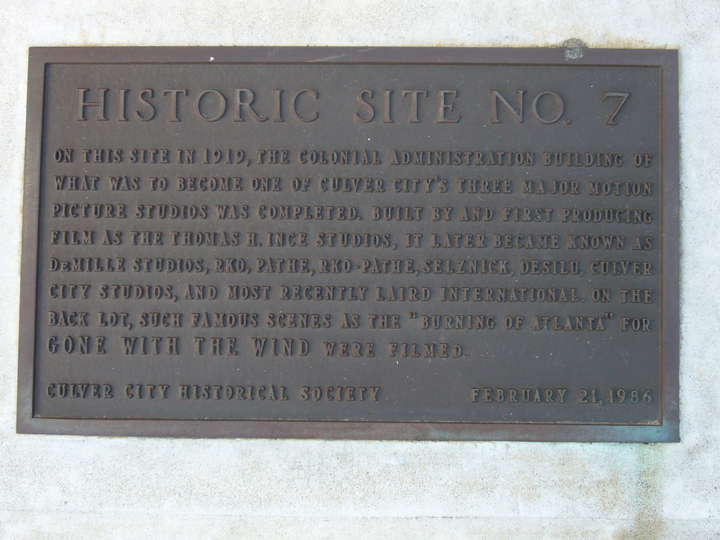 HISTORIC SITE NO. 7
ON THIS SITE IN 1919, THE COLONIAL ADMINISTRATION BUILDING OF
WHAT WAS TO BECOME ONE OF CULVER CITY'S THREE MAJOR MOTION
PICTURE STUDIOS WAS COMPLETED. BUILT BY AND FIRST PRODUCING
FILM AS THE THOMAS H. INCE STUDIOS, IT LATER BECAME KNOWN AS
DeMILLE STUDIOS, RKO, PATHE, RKO-PATHE, SELZNICK, DESILU, CULVER
CITY STUDIOS, AND MOST RECENTLY LAIRD INTERNATIONAL. ON THE
BACK LOT, SUCH FAMOUS SCENES AS THE "BURNING OF ATLANTA" FOR
GONE WITH THE WIND WERE FILMED.
CULVER CITY HISTORICAL SOCIETY FEBRUARY 21, 1986